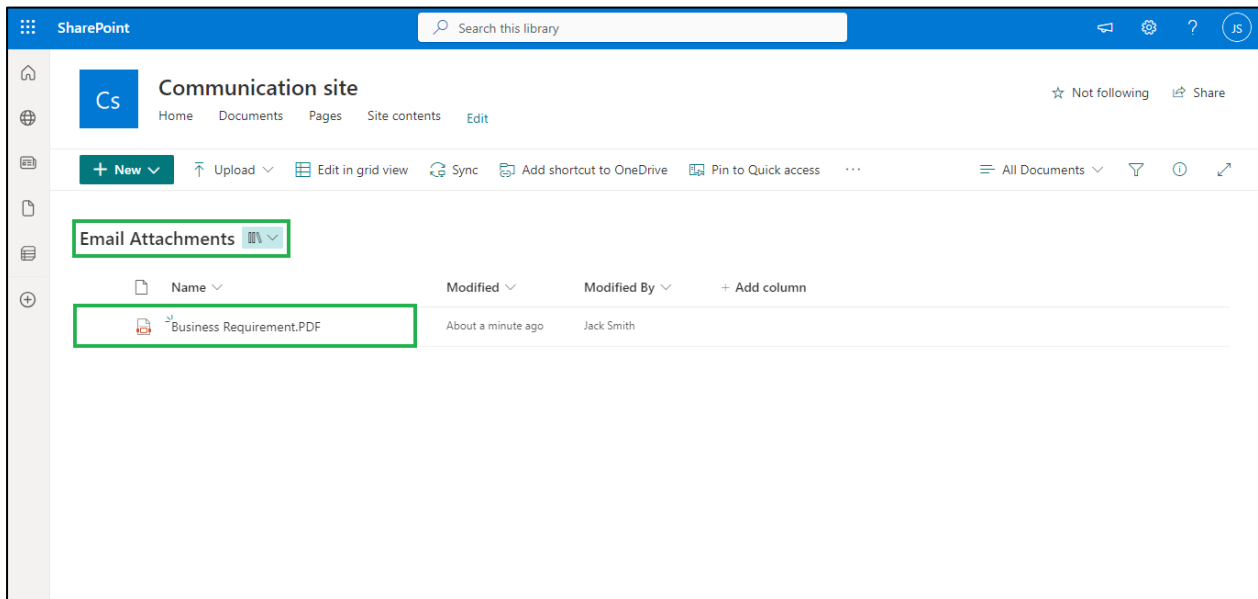 SharePoint Search this library ? JS
Cs Communication site
Not following Share
Home Documents Pages Site contents Edit
+ New Upload Edit in grid view Sync Add shortcut to OneDrive Pin to Quick access ... All Documents
Email Attachments
Name Modified Modified By + Add column
Business Requirement.PDF About a minute ago Jack Smith